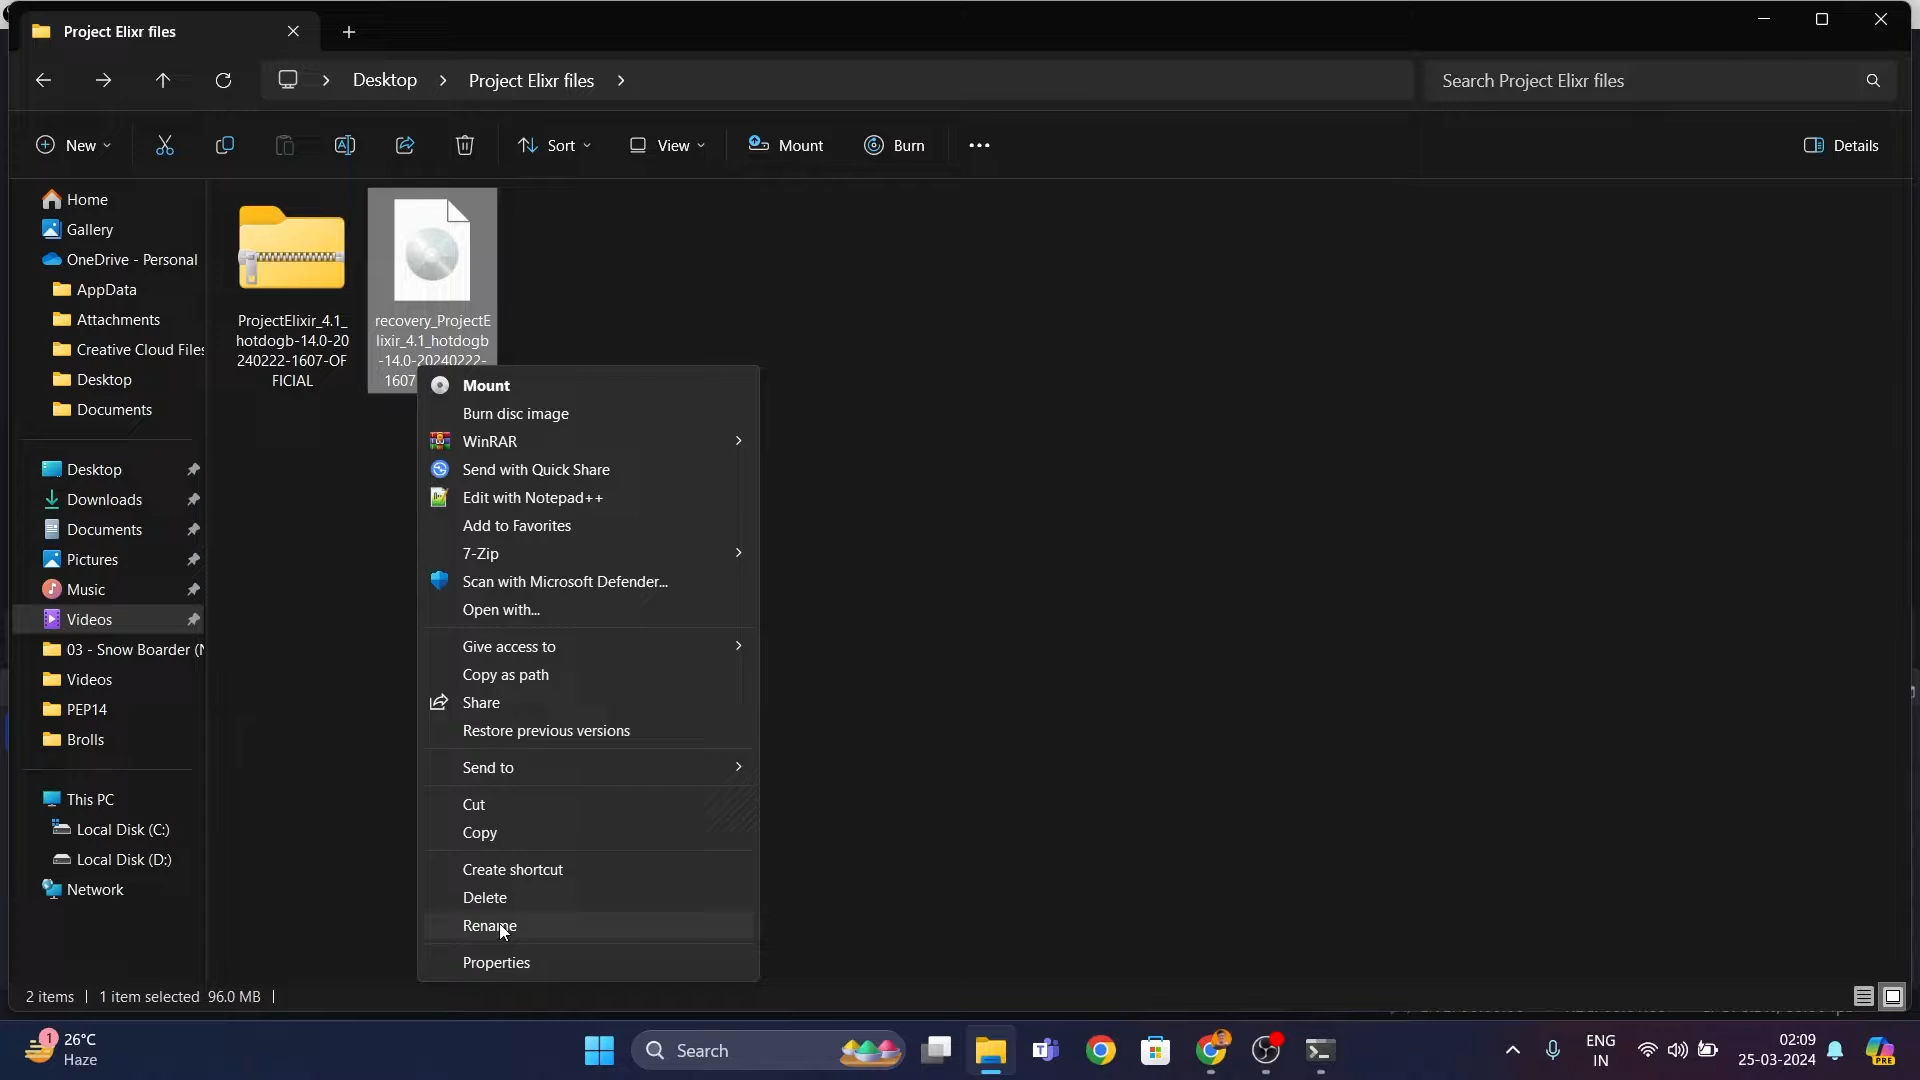 Project Elixr files
Desktop
Project Elixr files
Search Project Elixr files
New
Sort
View
Mount
Burn
Details
Home
Gallery
OneDrive - Personal
AppData
Attachments
Creative Cloud Files
Desktop
Documents
Desktop
Downloads
Documents
Pictures
Music
Videos
03 - Snow Boarder (
Videos
PEP14
Brolls
This PC
Local Disk (C:)
Local Disk (D:)
Network
ProjectElixir_4.1_
hotdogb-14.0-20
240222-1607-OF
FICIAL
recovery_ProjectE
lixir_4.1_hotdogb
-14.0-20240222-
1607
Mount
Burn disc image
WinRAR
Send with Quick Share
Edit with Notepad++
Add to Favorites
7-Zip
Scan with Microsoft Defender...
Open with...
Give access to
Copy as path
Share
Restore previous versions
Send to
Cut
Copy
Create shortcut
Delete
Rename
Properties
2 items
1 item selected 96.0 MB
1
26°C
Haze
Search
ENG
IN
02:09
25-03-2024
PRE